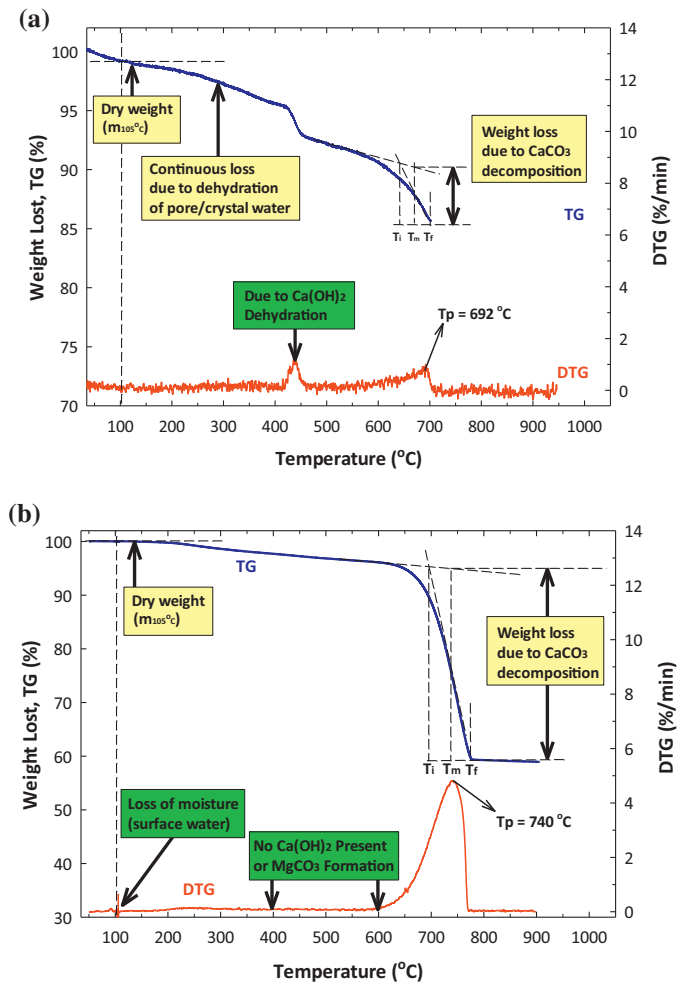 (a)
100
95
90
85
80
75
70
Weight Lost, TG (%)
14
12
10
8
6
4
2
0
DTG (%/min)
Dry weight
(m105°C)
Continuous loss
due to dehydration
of pore/crystal water
Weight loss
due to CaCO3
decomposition
TG
Ti Tm Tf
Due to Ca(OH)2
Dehydration
Tp = 692 °C
DTG
100 200 300 400 500 600 700 800 900 1000
Temperature (°C)
(b)
100
90
80
70
60
50
40
30
Weight Lost, TG (%)
14
12
10
8
6
4
2
0
DTG (%/min)
TG
Dry weight
(m105°C)
Weight loss
due to CaCO3
decomposition
Ti Tm Tf
Loss of moisture
(surface water)
No Ca(OH)2 Present
or MgCO3 Formation
Tp = 740 °C
DTG
100 200 300 400 500 600 700 800 900 1000
Temperature (°C)